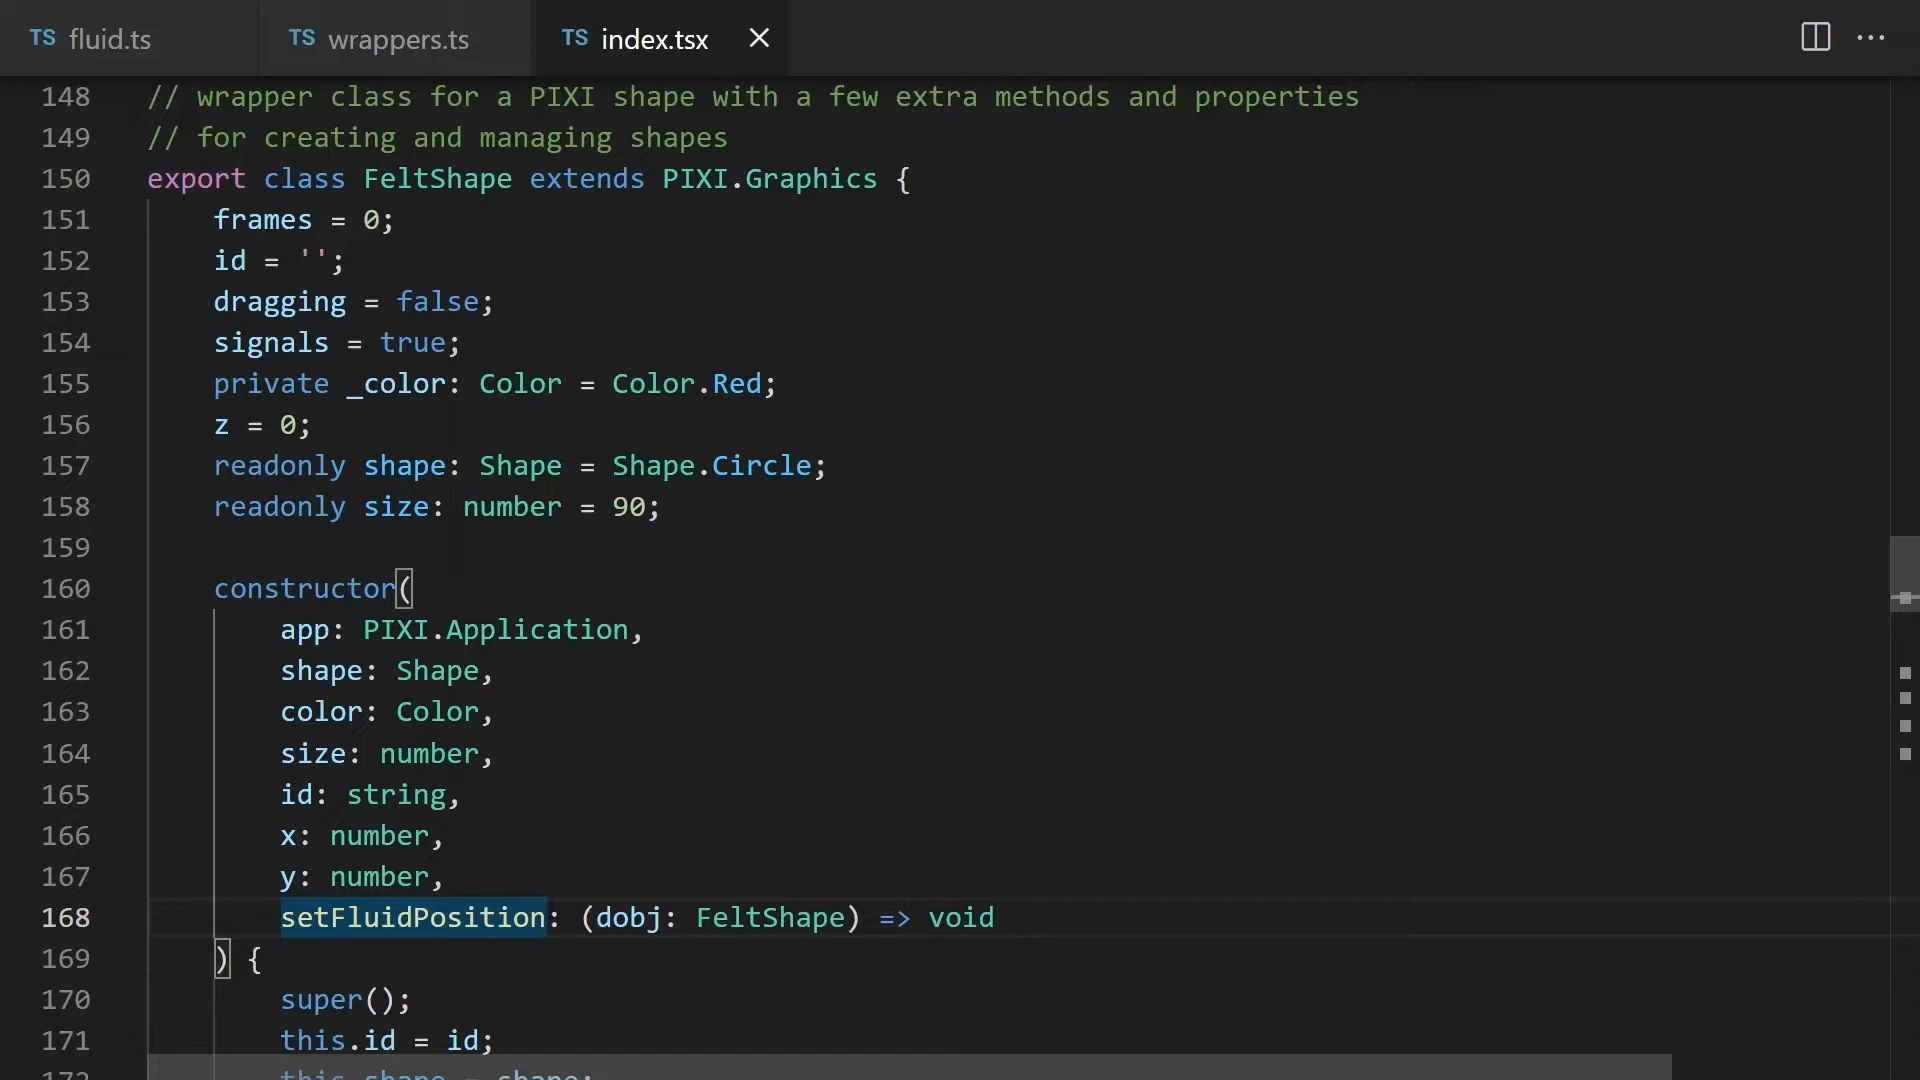 TS fluid.ts TS wrappers.ts TS index.tsx
148 // wrapper class for a PIXI shape with a few extra methods and properties
149 // for creating and managing shapes
150 export class FeltShape extends PIXI.Graphics {
151 frames = 0;
152 id = '';
153 dragging = false;
154 signals = true;
155 private _color: Color = Color.Red;
156 z = 0;
157 readonly shape: Shape = Shape.Circle;
158 readonly size: number = 90;
159
160 constructor(
161 app: PIXI.Application,
162 shape: Shape,
163 color: Color,
164 size: number,
165 id: string,
166 x: number,
167 y: number,
168 setFluidPosition: (dobj: FeltShape) => void
169 ) {
170 super();
171 this.id = id;
172 this.shape = shape;